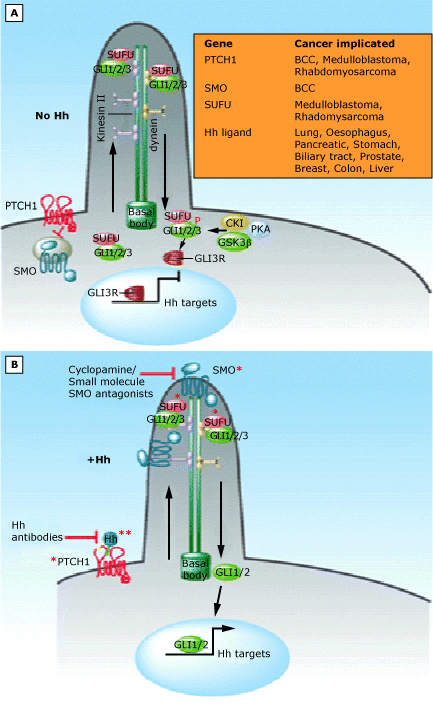 A
SUFU
GLI1/2/3
SUFU
GLI1/2/3
No Hh
Kinesin II
dynein
Gene Cancer implicated
PTCH1 BCC, Medulloblastoma,
Rhabdomyosarcoma
SMO BCC
SUFU Medulloblastoma,
Rhadomysarcoma
Hh ligand Lung, Oesophagus,
Pancreatic, Stomach,
Biliary tract, Prostate,
Breast, Colon, Liver
PTCH1
SMO
Basal
body
SUFU
GLI1/2/3
SUFU P
GLI1/2/3
CKI
PKA
GSK3β
GLI3R
GLI3R
Hh targets
B
Cyclopamine/
Small molecule
SMO antagonists
SMO*
*
SUFU
GLI1/2/3
*
SUFU
GLI1/2/3
+Hh
Hh
antibodies
Hh **
*PTCH1
Basal
body
GLI1/2
GLI1/2
Hh targets